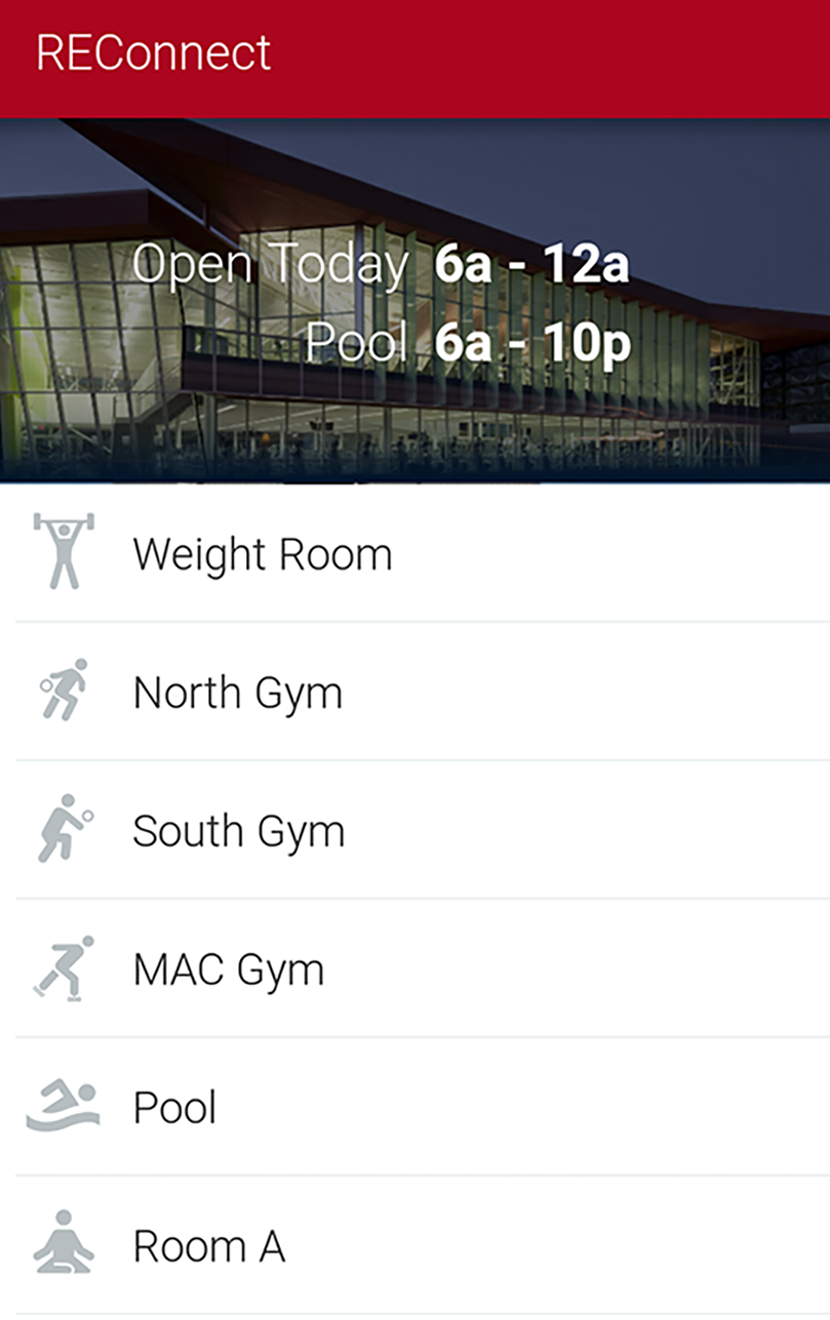 REConnect
Open Today 6a - 12a
Pool 6a - 10p
Weight Room
North Gym
South Gym
MAC Gym
Pool
Room A